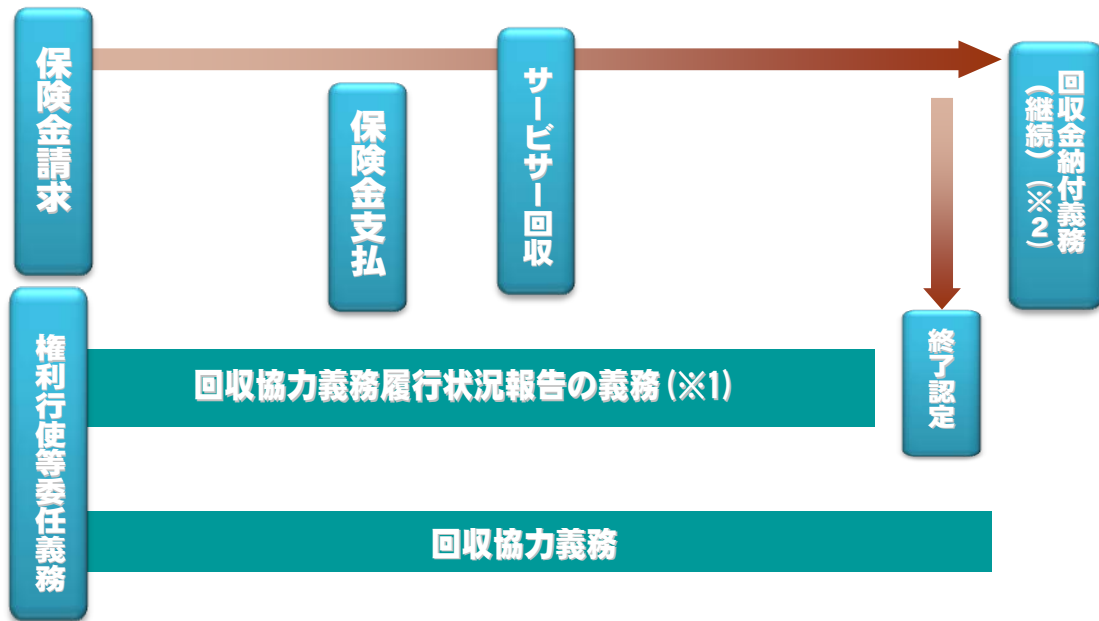 保険金請求
保険金支払
サービサー回収
回収金納付義務
（継続）（※2）
権利行使等委任義務
回収協力義務履行状況報告の義務（※1）
終了認定
回収協力義務